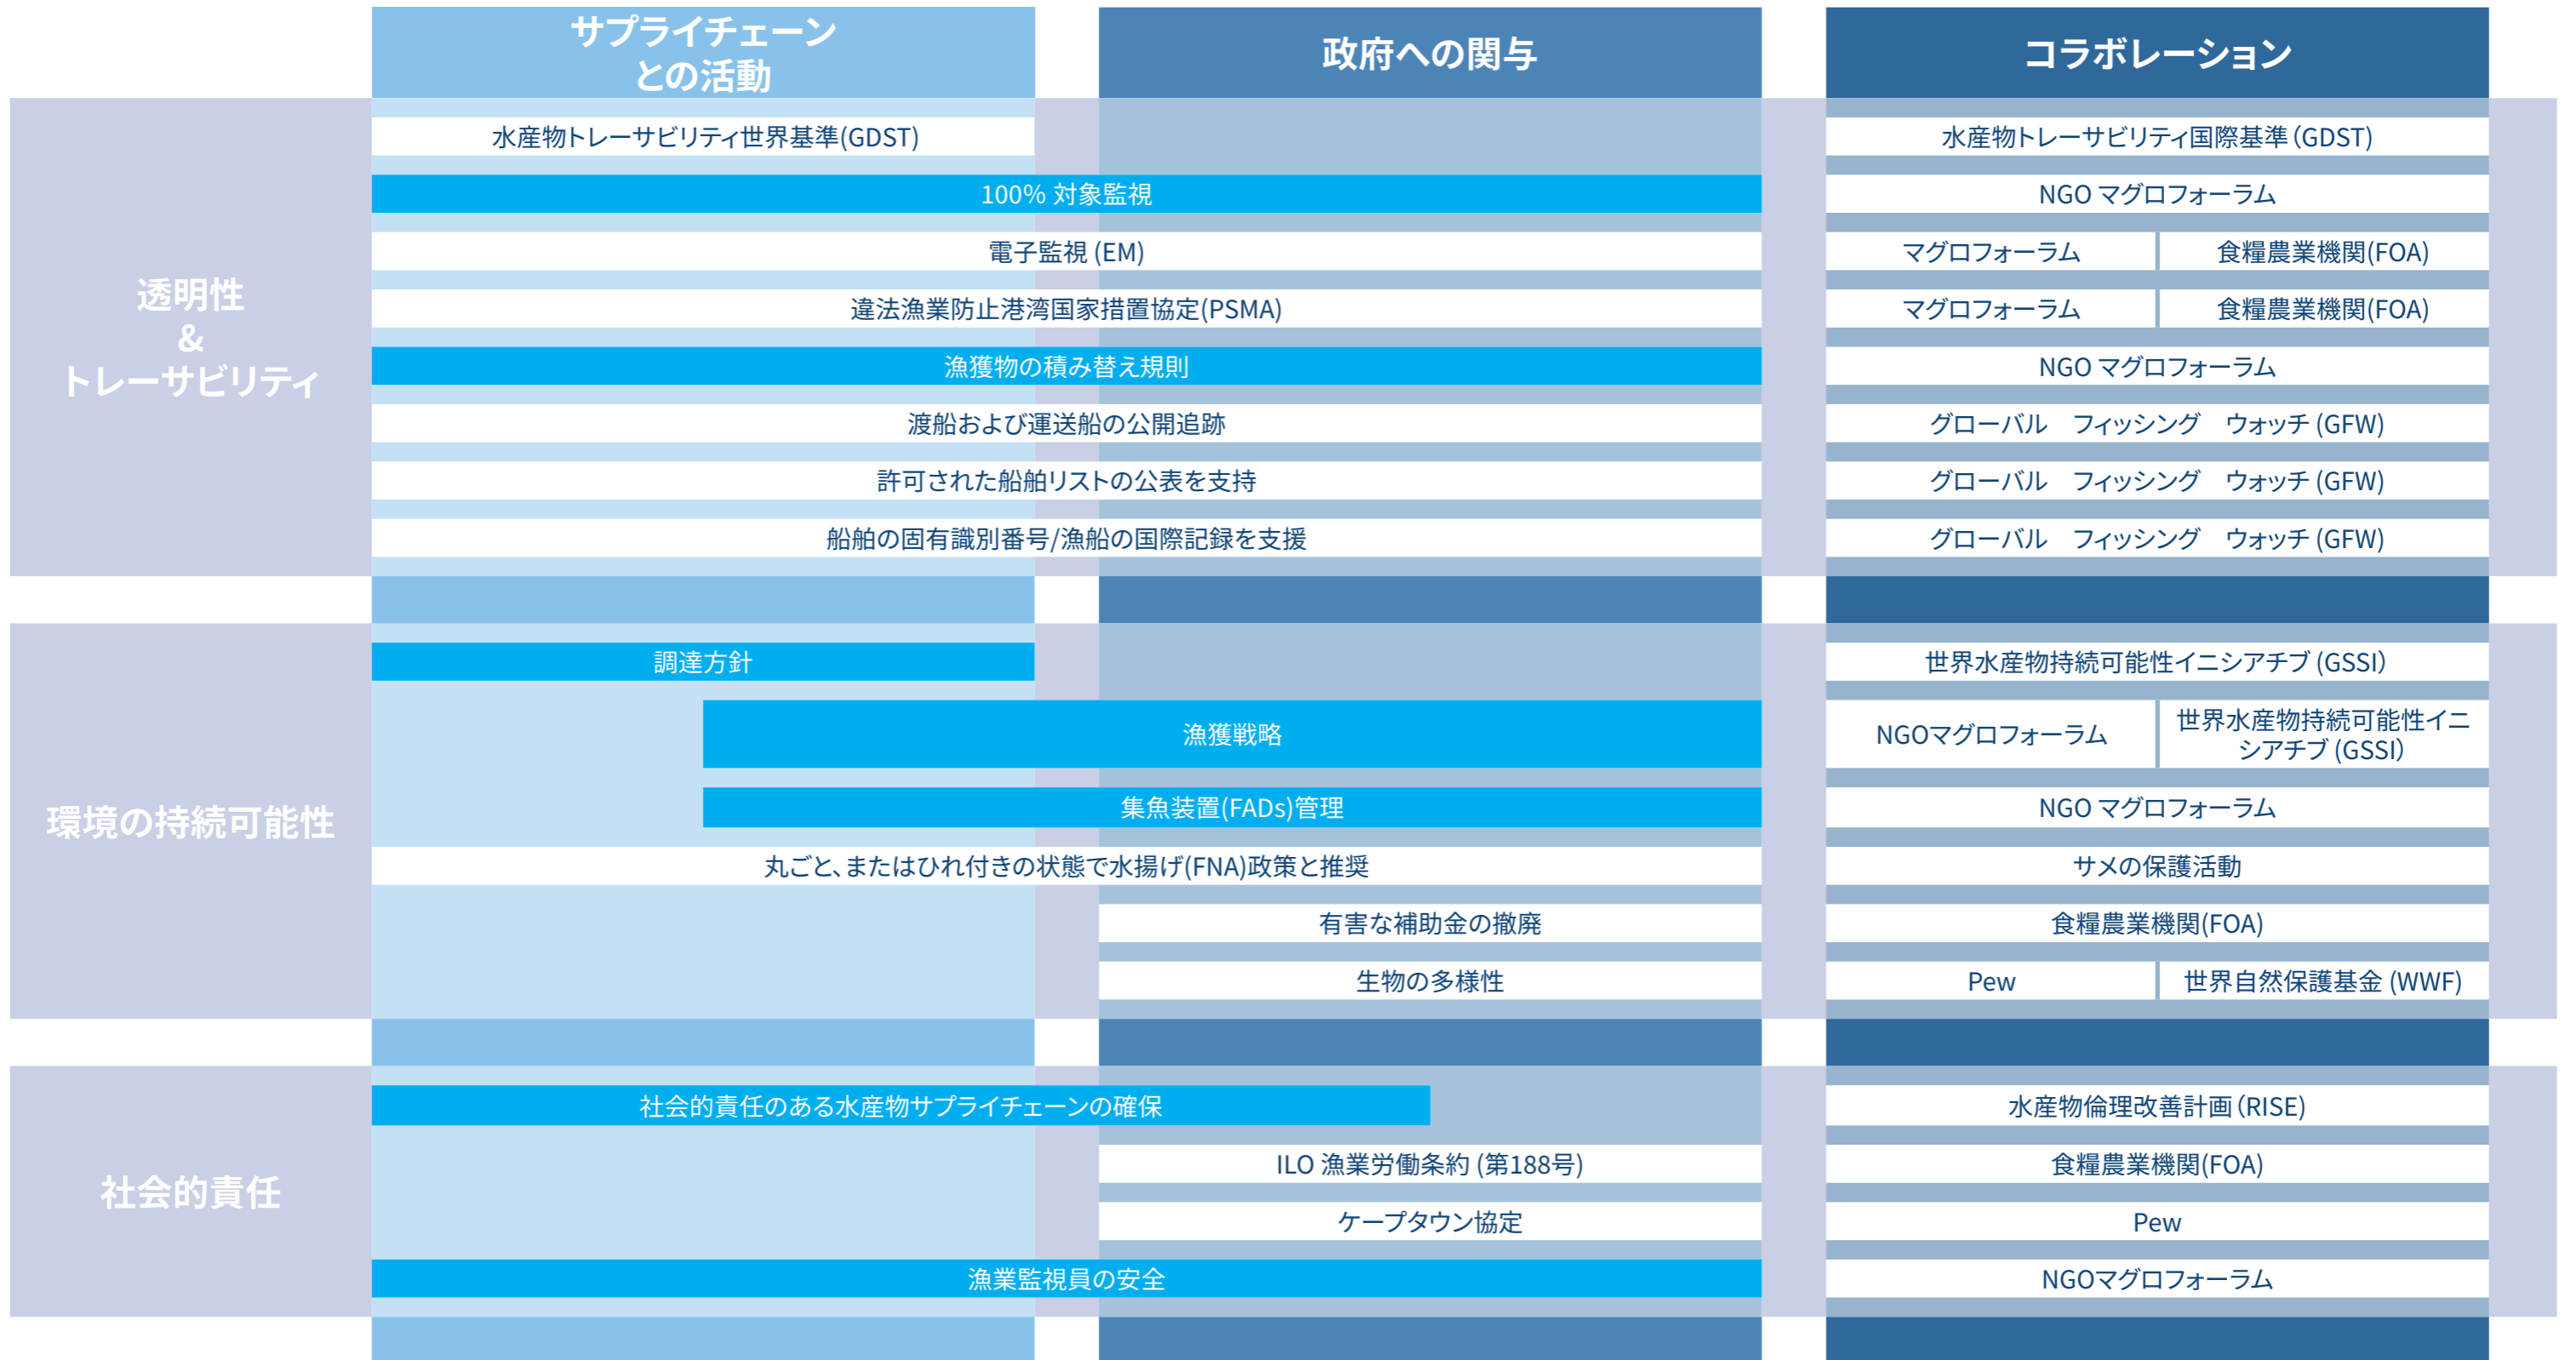 サプライチェーン
との活動
政府への関与
コラボレーション
透明性
&
トレーサビリティ
水産物トレーサビリティ世界基準(GDST)
水産物トレーサビリティ国際基準（GDST)
100% 対象監視
NGO マグロフォーラム
電子監視 (EM)
マグロフォーラム
食糧農業機関(FOA)
違法漁業防止港湾国家措置協定(PSMA)
マグロフォーラム
食糧農業機関(FOA)
漁獲物の積み替え規則
NGO マグロフォーラム
渡船および運送船の公開追跡
グローバル　フィッシング　ウォッチ (GFW)
許可された船舶リストの公表を支持
グローバル　フィッシング　ウォッチ (GFW)
船舶の固有識別番号/漁船の国際記録を支援
グローバル　フィッシング　ウォッチ (GFW)
環境の持続可能性
調達方針
世界水産物持続可能性イニシアチブ (GSSI）
漁獲戦略
NGOマグロフォーラム
世界水産物持続可能性イニ
シアチブ (GSSI）
集魚装置(FADs)管理
NGO マグロフォーラム
丸ごと、またはひれ付きの状態で水揚げ(FNA)政策と推奨
サメの保護活動
有害な補助金の撤廃
食糧農業機関(FOA)
生物の多様性
Pew
世界自然保護基金 (WWF)
社会的責任
社会的責任のある水産物サプライチェーンの確保
水産物倫理改善計画（RISE)
ILO 漁業労働条約 (第188号)
食糧農業機関(FOA)
ケープタウン協定
Pew
漁業監視員の安全
NGOマグロフォーラム